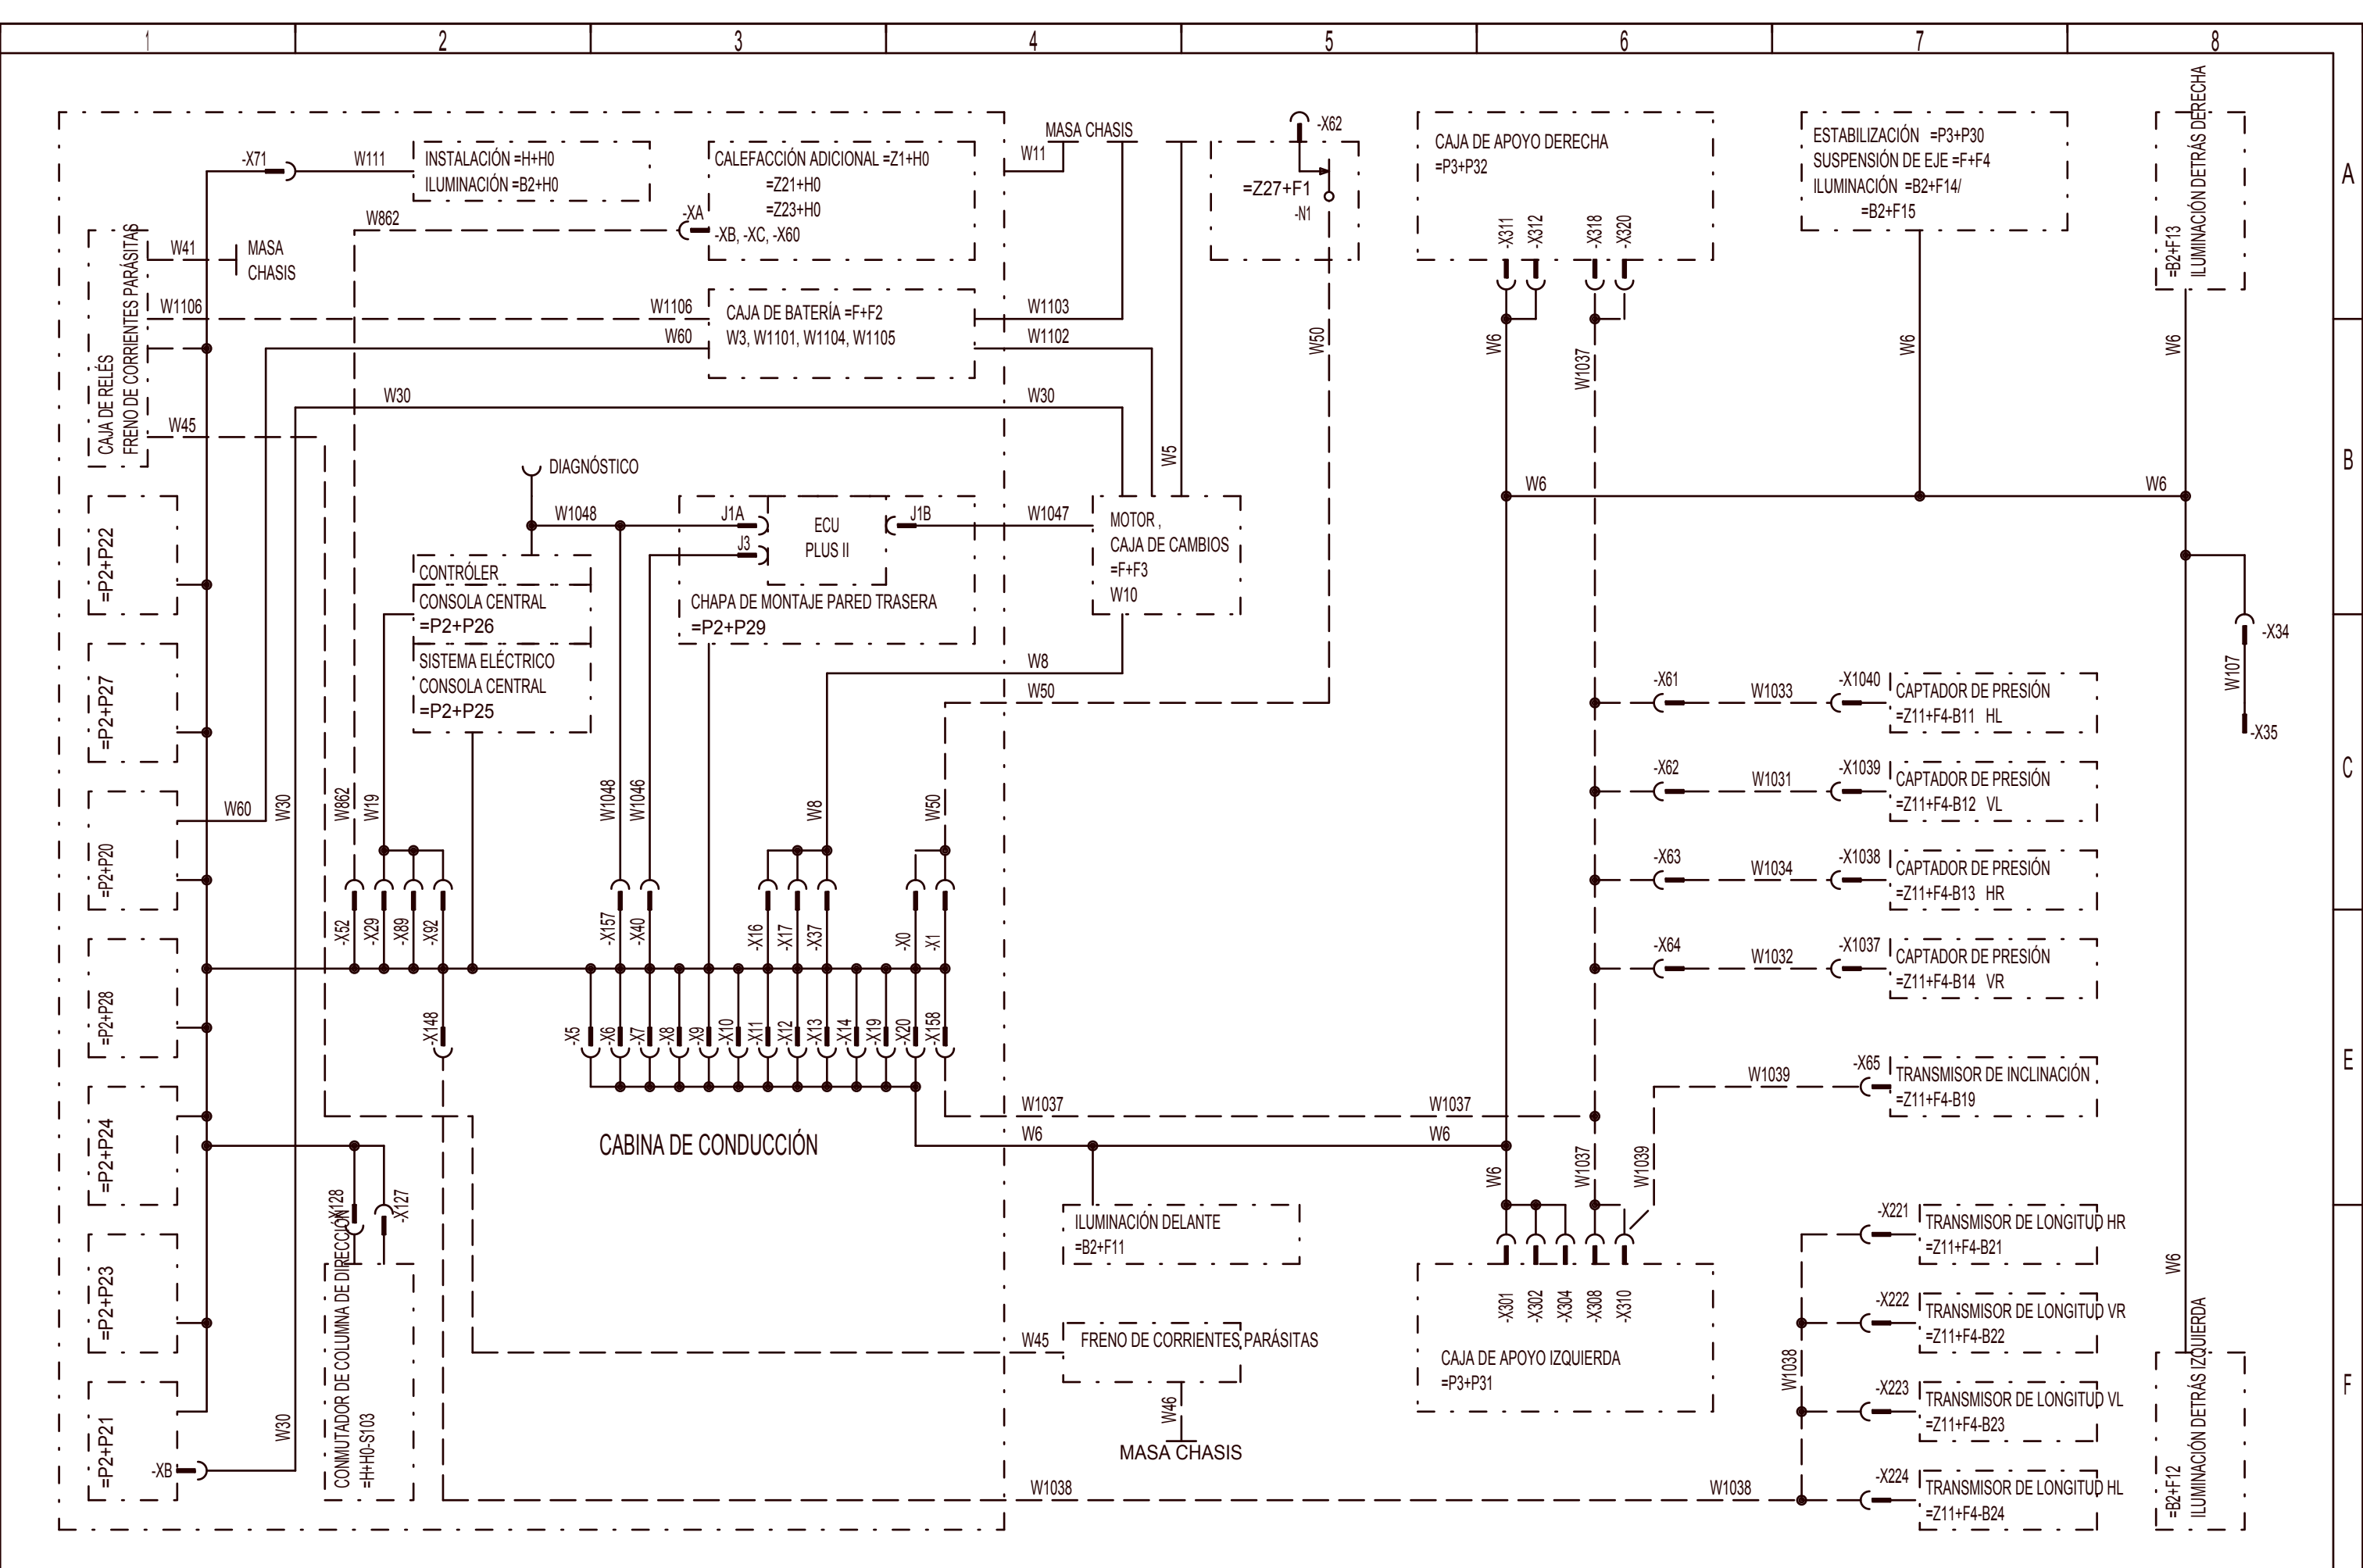 1 2 3 4 5 6 7 8
A
B
C
E
F
-X71
W111
INSTALACIÓN =H+H0
ILUMINACIÓN =B2+H0
CALEFACCIÓN ADICIONAL =Z1+H0
=Z21+H0
=Z23+H0
-XB, -XC, -X60
-XA
W862
W11
MASA CHASIS
-X62
=Z27+F1
-N1
CAJA DE APOYO DERECHA
=P3+P32
-X311
-X312
-X318
-X320
ESTABILIZACIÓN =P3+P30
SUSPENSIÓN DE EJE =F+F4
ILUMINACIÓN =B2+F14/
=B2+F15
=B2+F13
ILUMINACIÓN DETRÁS DERECHA
CAJA DE RELÉS
FRENO DE CORRIENTES PARÁSITAS
W41
MASA
CHASIS
W1106
W1106
W60
CAJA DE BATERÍA =F+F2
W3, W1101, W1104, W1105
W1103
W1102
W50
W6
W1037
W6
W6
W30
W30
W45
W5
DIAGNÓSTICO
W1048
J1A
J3
ECU
PLUS II
J1B
W1047
MOTOR ,
CAJA DE CAMBIOS
=F+F3
W10
W6
W6
=P2+P22
CONTRÓLER
CONSOLA CENTRAL
=P2+P26
SISTEMA ELÉCTRICO
CONSOLA CENTRAL
=P2+P25
CHAPA DE MONTAJE PARED TRASERA
=P2+P29
W8
W50
-X34
W107
-X35
=P2+P27
-X61
W1033
-X1040
CAPTADOR DE PRESIÓN
=Z11+F4-B11 HL
-X62
W1031
-X1039
CAPTADOR DE PRESIÓN
=Z11+F4-B12 VL
-X63
W1034
-X1038
CAPTADOR DE PRESIÓN
=Z11+F4-B13 HR
-X64
W1032
-X1037
CAPTADOR DE PRESIÓN
=Z11+F4-B14 VR
W60
W30
W862
W19
W1048
W1046
W8
W50
=P2+P20
-X52
-X29
-X89
-X92
-X157
-X40
-X16
-X17
-X37
-X0
-X1
=P2+P28
-X148
-X5
-X6
-X7
-X8
-X9
-X10
-X11
-X12
-X13
-X14
-X19
-X20
-X158
W1039
-X65
TRANSMISOR DE INCLINACIÓN
=Z11+F4-B19
=P2+P24
CABINA DE CONDUCCIÓN
W1037
W1037
W6
W6
W6
W1037
W1039
-X128
-X127
CONMUTADOR DE COLUMNA DE DIRECCIÓN
=H+H0-S103
ILUMINACIÓN DELANTE
=B2+F11
-X301
-X302
-X304
-X308
-X310
CAJA DE APOYO IZQUIERDA
=P3+P31
-X221
TRANSMISOR DE LONGITUD HR
=Z11+F4-B21
-X222
TRANSMISOR DE LONGITUD VR
=Z11+F4-B22
-X223
TRANSMISOR DE LONGITUD VL
=Z11+F4-B23
-X224
TRANSMISOR DE LONGITUD HL
=Z11+F4-B24
W1038
W6
=B2+F12
ILUMINACIÓN DETRÁS IZQUIERDA
=P2+P23
W45
FRENO DE CORRIENTES PARÁSITAS
W46
MASA CHASIS
=P2+P21
-XB
W30
W1038
W1038